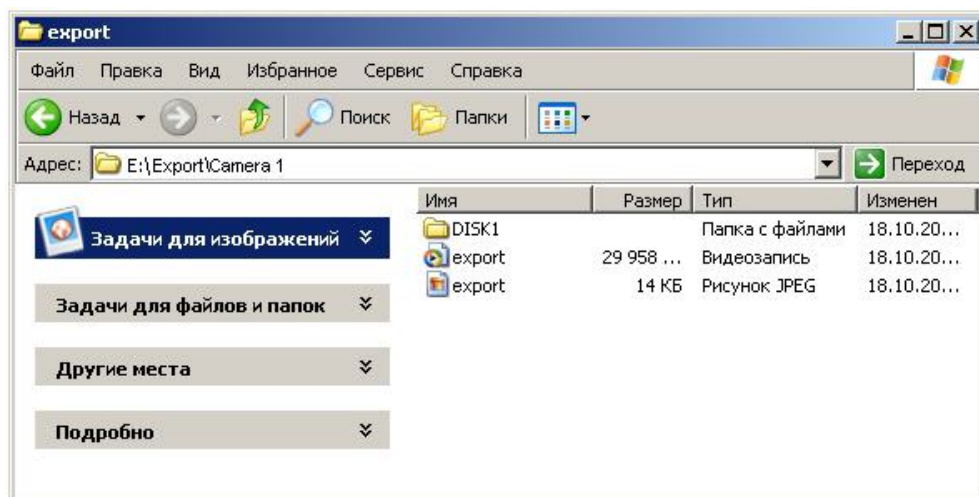 export
Файл Правка Вид Избранное Сервис Справка
Назад Поиск Папки
Адрес: E:\Export\Camera 1 Переход
Задачи для изображений
Задачи для файлов и папок
Другие места
Подробно
Имя Размер Тип Изменен
DISK1 Папка с файлами 18.10.20...
export 29 958 ... Видеозапись 18.10.20...
export 14 КБ Рисунок JPEG 18.10.20...